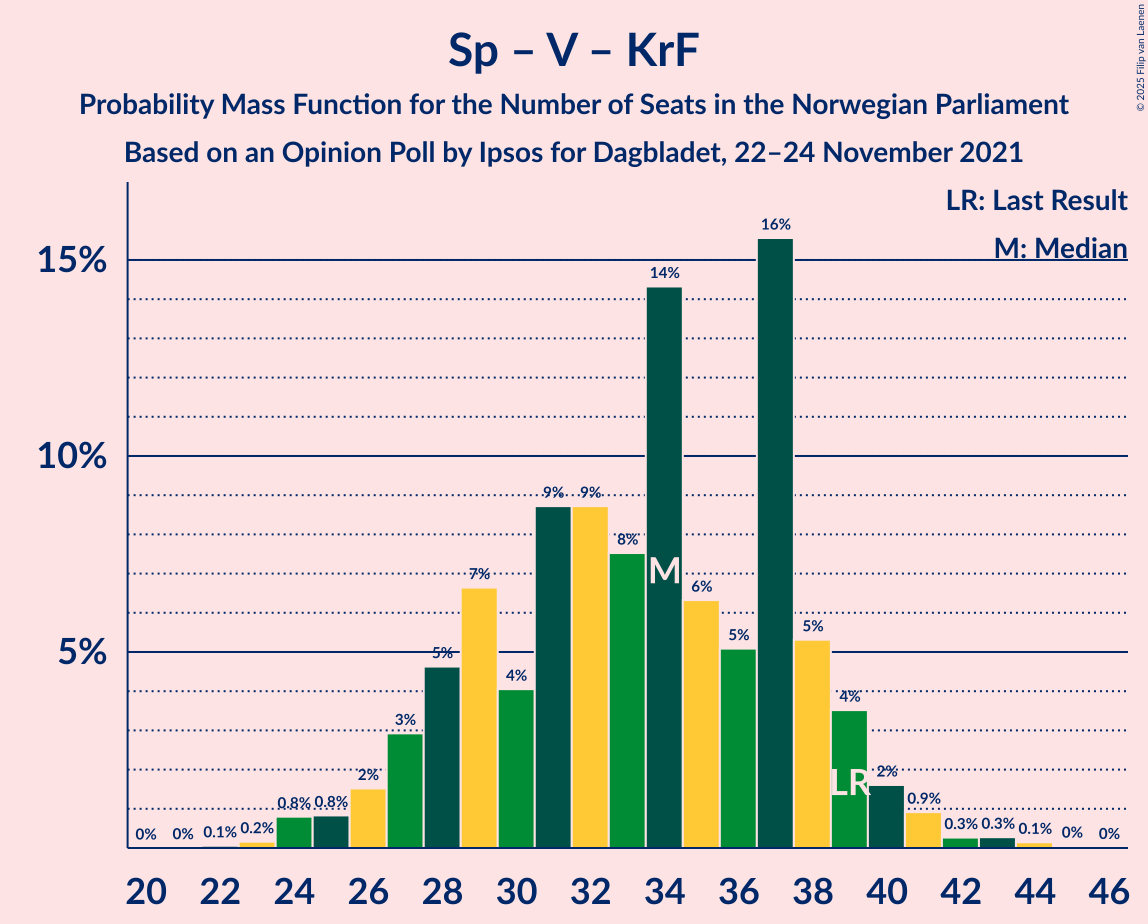 Sp – V – KrF
Probability Mass Function for the Number of Seats in the Norwegian Parliament
Based on an Opinion Poll by Ipsos for Dagbladet, 22–24 November 2021
© 2025 Filip van Laenen
LR: Last Result
M: Median
15%
10%
5%
0% 0% 0.1% 0.2% 0.8% 0.8% 2% 3% 5% 7% 4% 9% 9% 8% 14% 6% 5% 16% 5% 4% 2% 0.9% 0.3% 0.3% 0.1% 0% 0%
M
LR
20 22 24 26 28 30 32 34 36 38 40 42 44 46